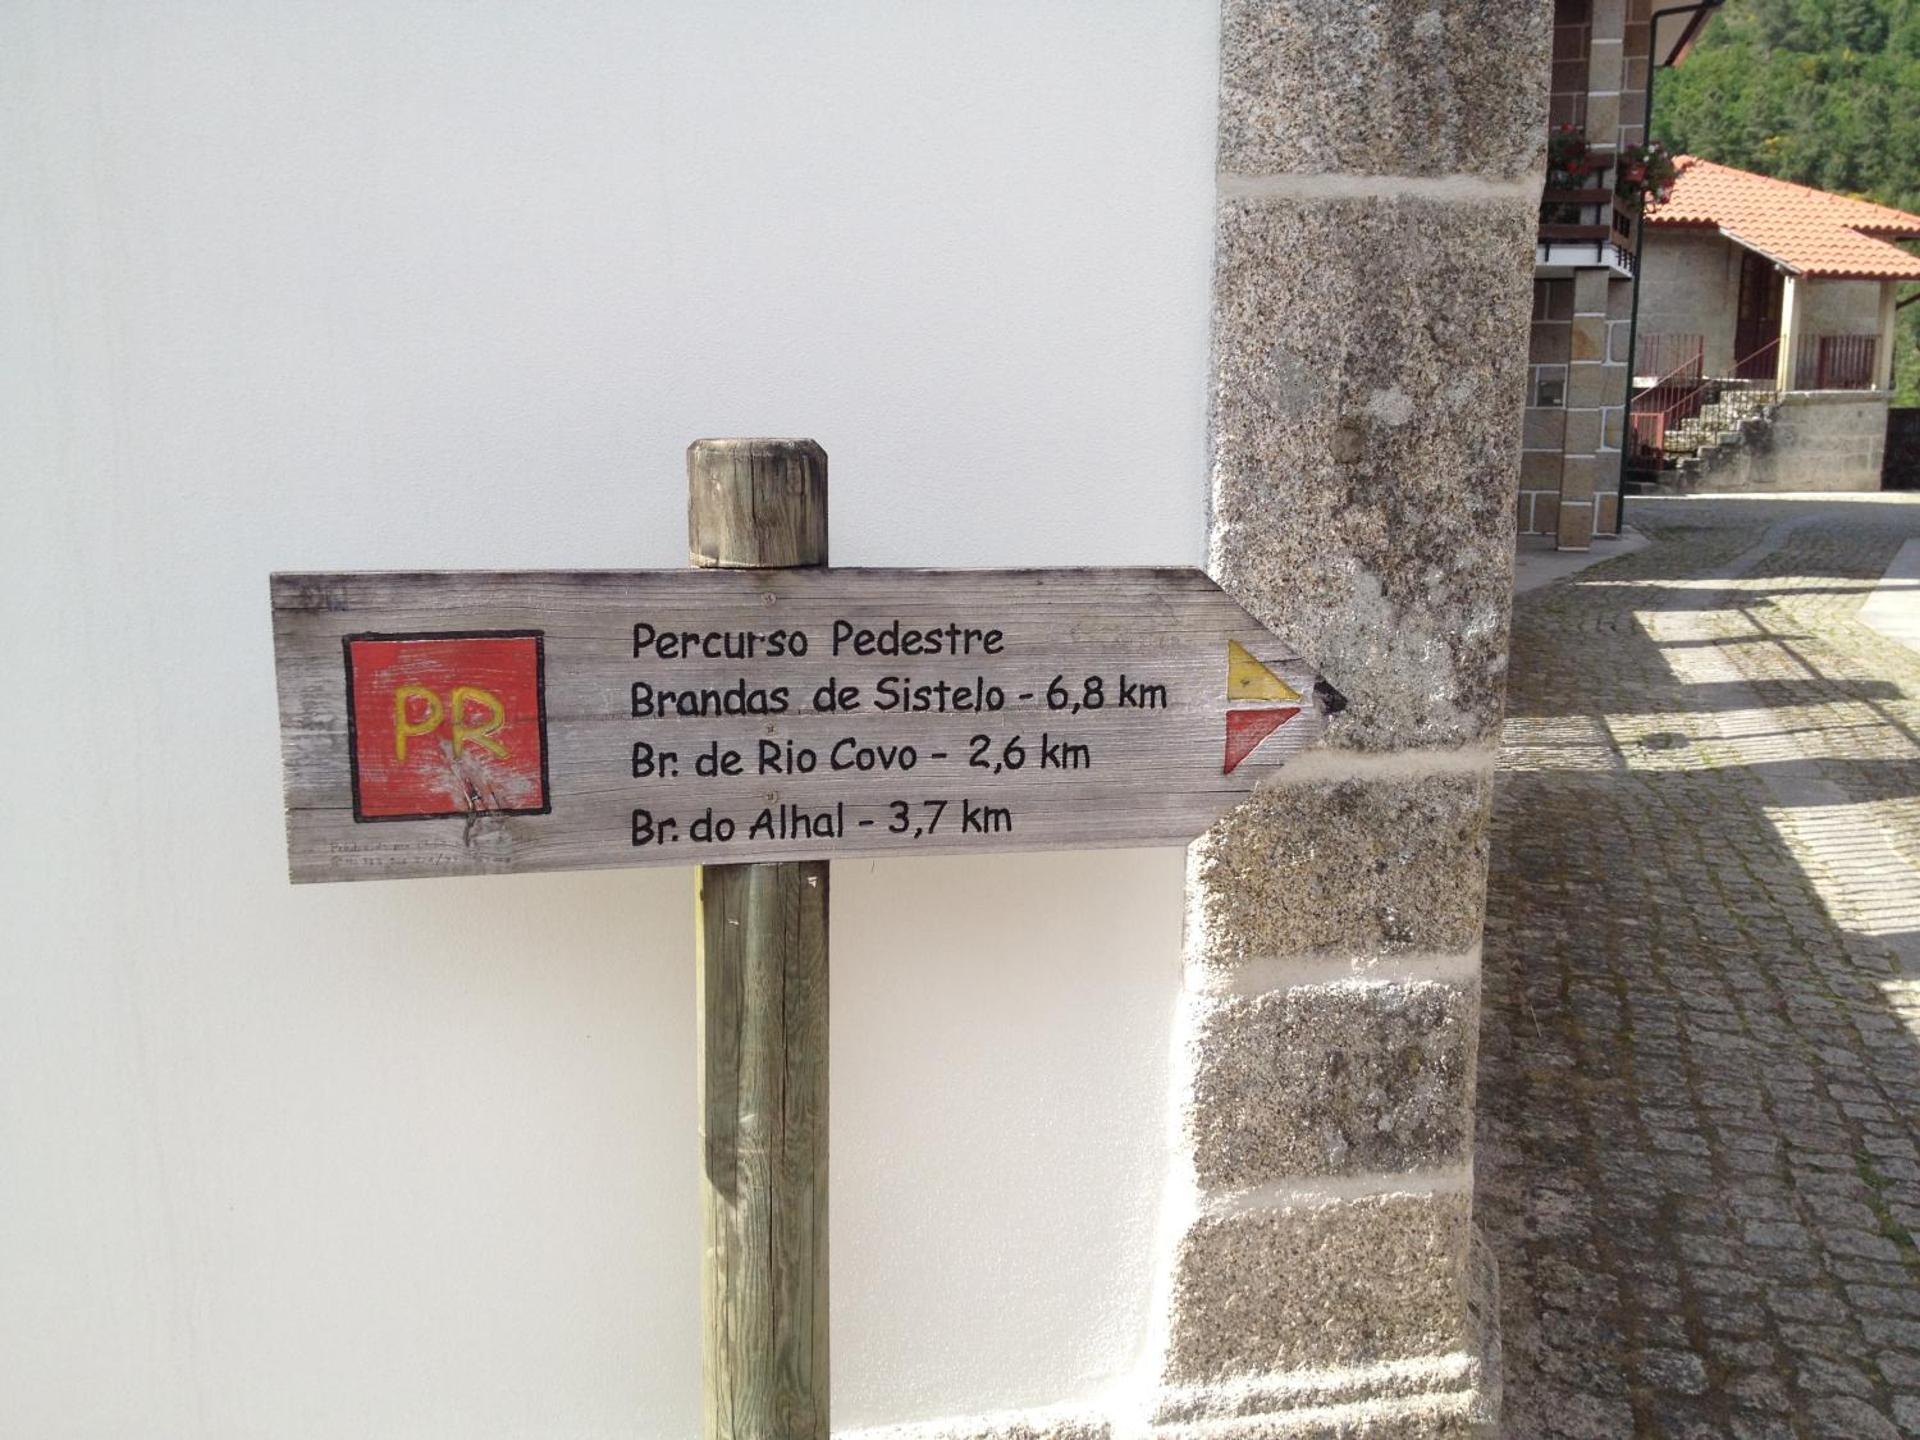 PR
Percurso Pedestre
Brandas de Sistelo - 6,8 km
Br. de Rio Covo - 2,6 km
Br. do Alhal - 3,7 km